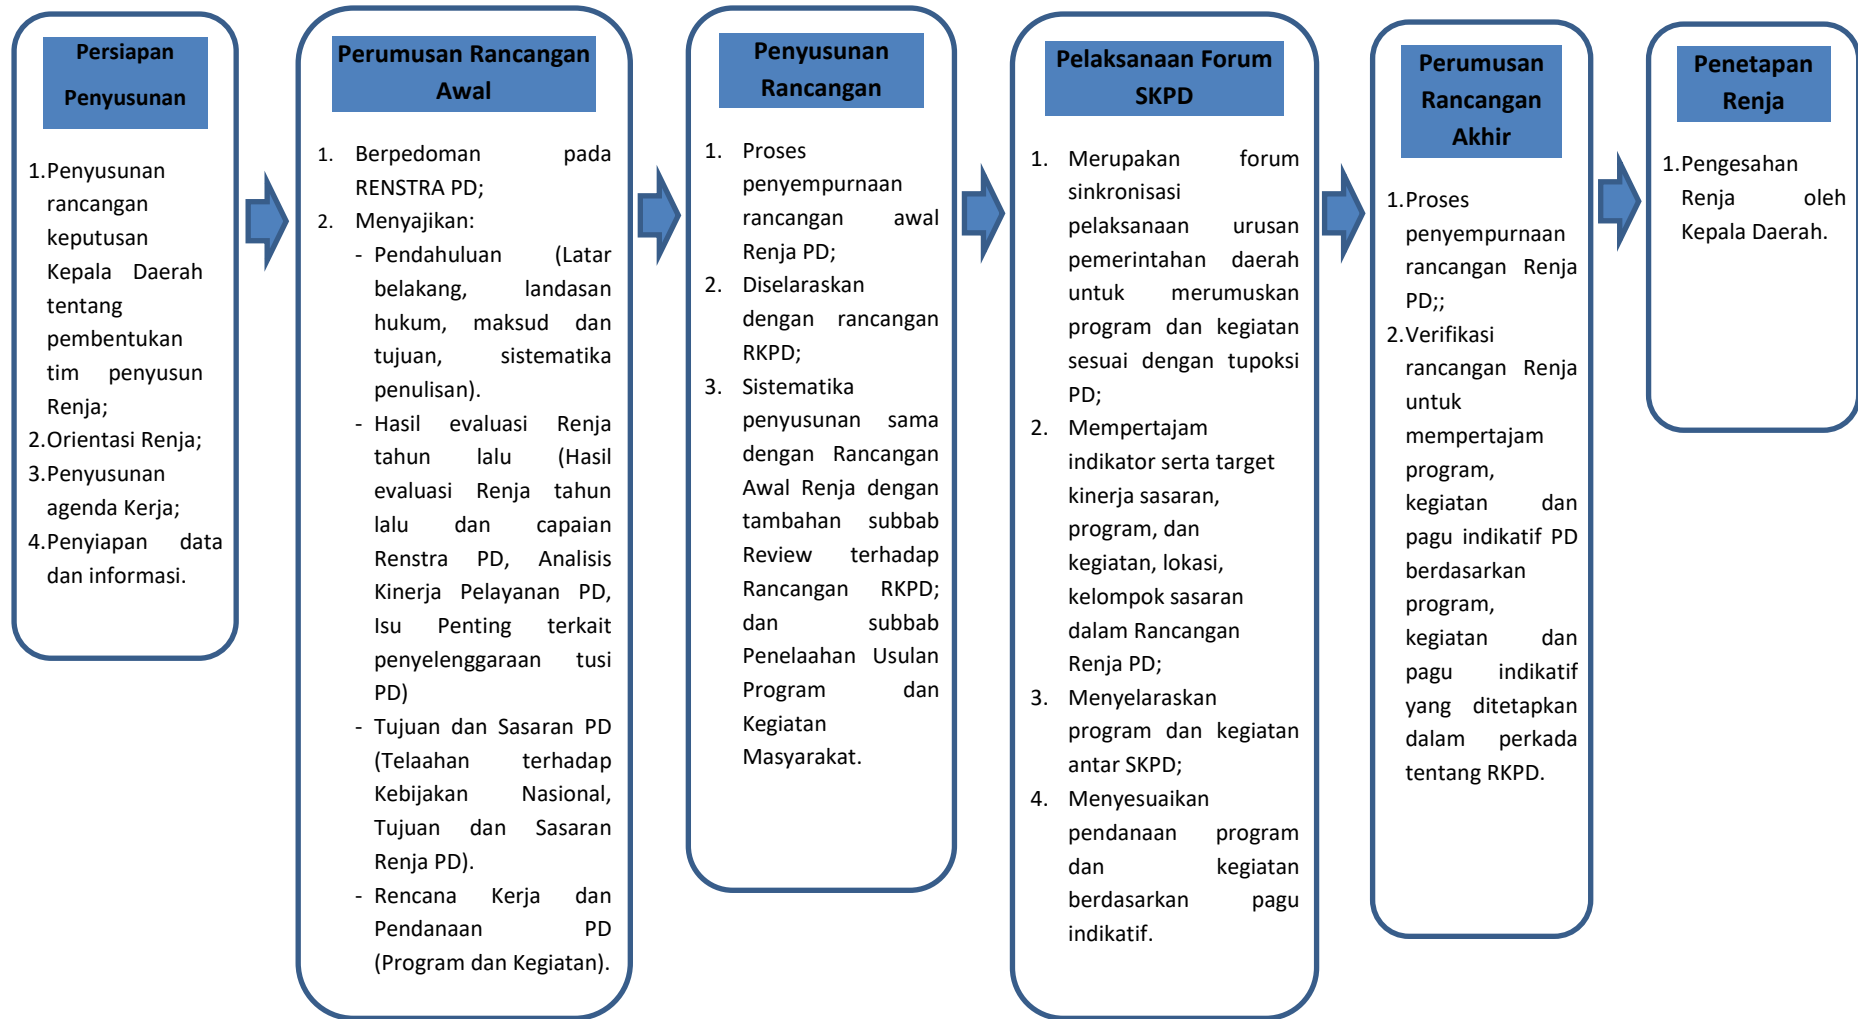 Persiapan
Penyusunan
1.Penyusunan
rancangan
keputusan
Kepala Daerah
tentang
pembentukan
tim penyusun
Renja;
2.Orientasi Renja;
3.Penyusunan
agenda Kerja;
4.Penyiapan data
dan informasi.
Perumusan Rancangan
Awal
1. Berpedoman pada
RENSTRA PD;
2. Menyajikan:
- Pendahuluan (Latar
belakang, landasan
hukum, maksud dan
tujuan, sistematika
penulisan).
- Hasil evaluasi Renja
tahun lalu (Hasil
evaluasi Renja tahun
lalu dan capaian
Renstra PD, Analisis
Kinerja Pelayanan PD,
Isu Penting terkait
penyelenggaraan tusi
PD)
- Tujuan dan Sasaran PD
(Telaahan terhadap
Kebijakan Nasional,
Tujuan dan Sasaran
Renja PD).
- Rencana Kerja dan
Pendanaan PD
(Program dan Kegiatan).
Penyusunan
Rancangan
1. Proses
penyempurnaan
rancangan awal
Renja PD;
2. Diselaraskan
dengan rancangan
RKPD;
3. Sistematika
penyusunan sama
dengan Rancangan
Awal Renja dengan
tambahan subbab
Review terhadap
Rancangan RKPD;
dan subbab
Penelaahan Usulan
Program dan
Kegiatan
Masyarakat.
Pelaksanaan Forum
SKPD
1. Merupakan forum
sinkronisasi
pelaksanaan urusan
pemerintahan daerah
untuk merumuskan
program dan kegiatan
sesuai dengan tupoksi
PD;
2. Mempertajam
indikator serta target
kinerja sasaran,
program, dan
kegiatan, lokasi,
kelompok sasaran
dalam Rancangan
Renja PD;
3. Menyelaraskan
program dan kegiatan
antar SKPD;
4. Menyesuaikan
pendanaan program
dan kegiatan
berdasarkan pagu
indikatif.
Perumusan
Rancangan
Akhir
1.Proses
penyempurnaan
rancangan Renja
PD;;
2.Verifikasi
rancangan Renja
untuk
mempertajam
program,
kegiatan dan
pagu indikatif PD
berdasarkan
program,
kegiatan dan
pagu indikatif
yang ditetapkan
dalam perkada
tentang RKPD.
Penetapan
Renja
1.Pengesahan
Renja oleh
Kepala Daerah.